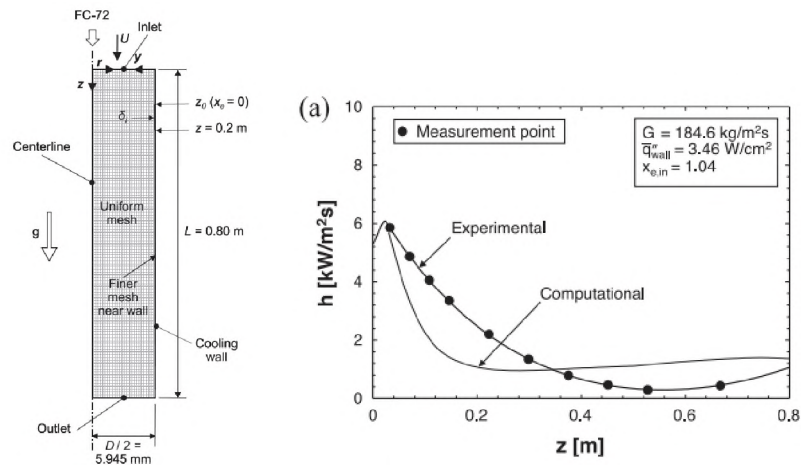 FC-72
U
Inlet
r
y
z
z₀ (xₑ = 0)
z = 0.2 m
Centerline
Uniform
mesh
g
L = 0.80 m
Finer
mesh
near wall
Cooling
wall
Outlet
D / 2 =
5.945 mm
(a)
10
8
6
4
2
0
h [kW/m²s]
Measurement point
G = 184.6 kg/m²s
q̅″wall = 3.46 W/cm²
xe,in = 1.04
Experimental
Computational
0
0.2
0.4
0.6
0.8
z [m]